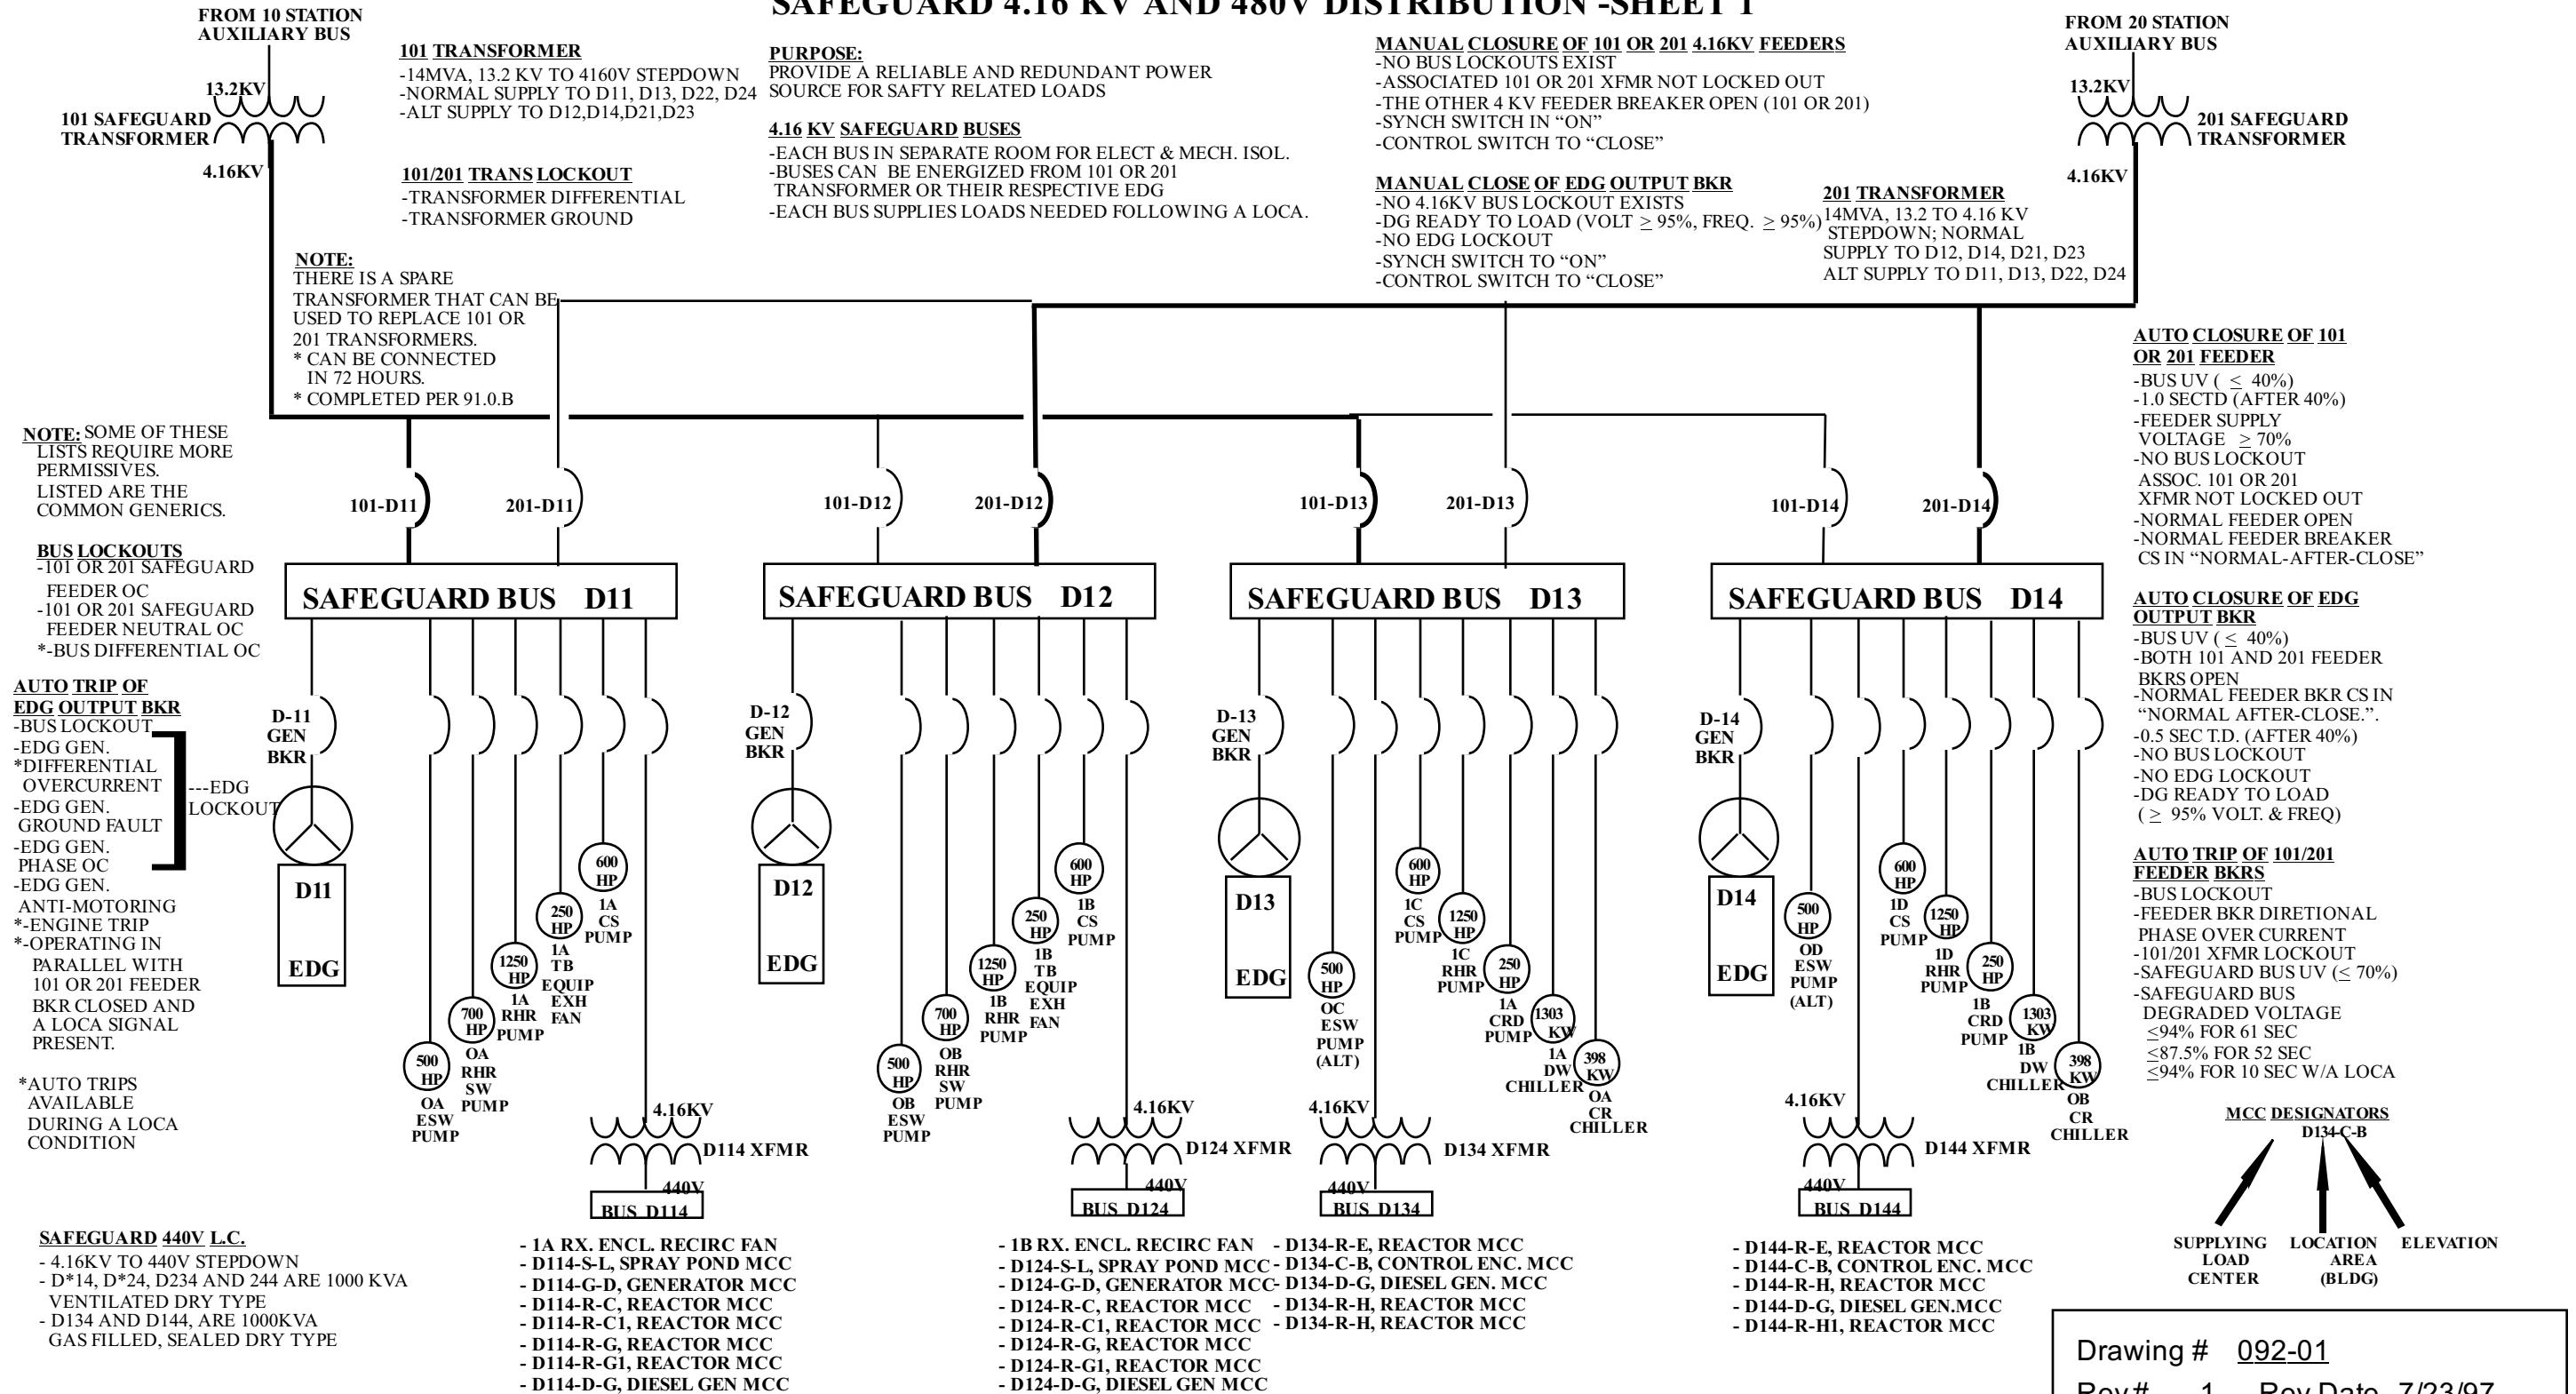 SAFEGUARD 4.16 KV AND 480V DISTRIBUTION -SHEET 1
FROM 10 STATION
AUXILIARY BUS
13.2KV
101 SAFEGUARD
TRANSFORMER
4.16KV
101 TRANSFORMER
-14MVA, 13.2 KV TO 4160V STEPDOWN
-NORMAL SUPPLY TO D11, D13, D22, D24
-ALT SUPPLY TO D12,D14,D21,D23
101/201 TRANS LOCKOUT
-TRANSFORMER DIFFERENTIAL
-TRANSFORMER GROUND
PURPOSE:
PROVIDE A RELIABLE AND REDUNDANT POWER
SOURCE FOR SAFTY RELATED LOADS
4.16 KV SAFEGUARD BUSES
-EACH BUS IN SEPARATE ROOM FOR ELECT & MECH. ISOL.
-BUSES CAN BE ENERGIZED FROM 101 OR 201
TRANSFORMER OR THEIR RESPECTIVE EDG
-EACH BUS SUPPLIES LOADS NEEDED FOLLOWING A LOCA.
MANUAL CLOSURE OF 101 OR 201 4.16KV FEEDERS
-NO BUS LOCKOUTS EXIST
-ASSOCIATED 101 OR 201 XFMR NOT LOCKED OUT
-THE OTHER 4 KV FEEDER BREAKER OPEN (101 OR 201)
-SYNCH SWITCH IN “ON”
-CONTROL SWITCH TO “CLOSE”
MANUAL CLOSE OF EDG OUTPUT BKR
-NO 4.16KV BUS LOCKOUT EXISTS
-DG READY TO LOAD (VOLT ≥ 95%, FREQ. ≥ 95%)
-NO EDG LOCKOUT
-SYNCH SWITCH TO “ON”
-CONTROL SWITCH TO “CLOSE”
FROM 20 STATION
AUXILIARY BUS
13.2KV
201 SAFEGUARD
TRANSFORMER
4.16KV
201 TRANSFORMER
14MVA, 13.2 TO 4.16 KV
STEPDOWN; NORMAL
SUPPLY TO D12, D14, D21, D23
ALT SUPPLY TO D11, D13, D22, D24
NOTE:
THERE IS A SPARE
TRANSFORMER THAT CAN BE
USED TO REPLACE 101 OR
201 TRANSFORMERS.
* CAN BE CONNECTED
IN 72 HOURS.
* COMPLETED PER 91.0.B
NOTE: SOME OF THESE
LISTS REQUIRE MORE
PERMISSIVES.
LISTED ARE THE
COMMON GENERICS.
BUS LOCKOUTS
-101 OR 201 SAFEGUARD
FEEDER OC
-101 OR 201 SAFEGUARD
FEEDER NEUTRAL OC
*-BUS DIFFERENTIAL OC
AUTO TRIP OF
EDG OUTPUT BKR
-BUS LOCKOUT
-EDG GEN.
*DIFFERENTIAL
OVERCURRENT
-EDG GEN.
GROUND FAULT
-EDG GEN.
PHASE OC
-EDG GEN.
ANTI-MOTORING
*-ENGINE TRIP
*-OPERATING IN
PARALLEL WITH
101 OR 201 FEEDER
BKR CLOSED AND
A LOCA SIGNAL
PRESENT.
---EDG
LOCKOUT
*AUTO TRIPS
AVAILABLE
DURING A LOCA
CONDITION
101-D11
201-D11
101-D12
201-D12
101-D13
201-D13
101-D14
201-D14
SAFEGUARD BUS D11
SAFEGUARD BUS D12
SAFEGUARD BUS D13
SAFEGUARD BUS D14
D-11
GEN
BKR
D11
EDG
500
HP
OA
ESW
PUMP
700
HP
OA
RHR
SW
PUMP
1250
HP
1A
RHR
PUMP
250
HP
1A
TB
EQUIP
EXH
FAN
600
HP
1A
CS
PUMP
4.16KV
D114 XFMR
440V
BUS D114
D-12
GEN
BKR
D12
EDG
500
HP
OB
ESW
PUMP
700
HP
OB
RHR
SW
PUMP
1250
HP
1B
RHR
PUMP
250
HP
1B
TB
EQUIP
EXH
FAN
600
HP
1B
CS
PUMP
4.16KV
D124 XFMR
440V
BUS D124
D-13
GEN
BKR
D13
EDG
500
HP
OC
ESW
PUMP
(ALT)
4.16KV
D134 XFMR
440V
BUS D134
600
HP
1C
CS
PUMP
1250
HP
1C
RHR
PUMP
250
HP
1A
CRD
PUMP
1303
KW
1A
DW
CHILLER
398
KW
OA
CR
CHILLER
D-14
GEN
BKR
D14
EDG
500
HP
OD
ESW
PUMP
(ALT)
4.16KV
D144 XFMR
440V
BUS D144
600
HP
1D
CS
PUMP
1250
HP
1D
RHR
PUMP
250
HP
1B
CRD
PUMP
1303
KW
1B
DW
CHILLER
398
KW
OB
CR
CHILLER
AUTO CLOSURE OF 101
OR 201 FEEDER
-BUS UV ( ≤ 40%)
-1.0 SECTD (AFTER 40%)
-FEEDER SUPPLY
VOLTAGE ≥ 70%
-NO BUS LOCKOUT
ASSOC. 101 OR 201
XFMR NOT LOCKED OUT
-NORMAL FEEDER OPEN
-NORMAL FEEDER BREAKER
CS IN “NORMAL-AFTER-CLOSE”
AUTO CLOSURE OF EDG
OUTPUT BKR
-BUS UV ( ≤ 40%)
-BOTH 101 AND 201 FEEDER
BKRS OPEN
-NORMAL FEEDER BKR CS IN
“NORMAL AFTER-CLOSE.”.
-0.5 SEC T.D. (AFTER 40%)
-NO BUS LOCKOUT
-NO EDG LOCKOUT
-DG READY TO LOAD
( ≥ 95% VOLT. & FREQ)
AUTO TRIP OF 101/201
FEEDER BKRS
-BUS LOCKOUT
-FEEDER BKR DIRETIONAL
PHASE OVER CURRENT
-101/201 XFMR LOCKOUT
-SAFEGUARD BUS UV (≤ 70%)
-SAFEGUARD BUS
DEGRADED VOLTAGE
≤94% FOR 61 SEC
≤87.5% FOR 52 SEC
≤94% FOR 10 SEC W/A LOCA
MCC DESIGNATORS
D134-C-B
SUPPLYING
LOAD
CENTER
LOCATION
AREA
(BLDG)
ELEVATION
SAFEGUARD 440V L.C.
- 4.16KV TO 440V STEPDOWN
- D*14, D*24, D234 AND 244 ARE 1000 KVA
VENTILATED DRY TYPE
- D134 AND D144, ARE 1000KVA
GAS FILLED, SEALED DRY TYPE
- 1A RX. ENCL. RECIRC FAN
- D114-S-L, SPRAY POND MCC
- D114-G-D, GENERATOR MCC
- D114-R-C, REACTOR MCC
- D114-R-C1, REACTOR MCC
- D114-R-G, REACTOR MCC
- D114-R-G1, REACTOR MCC
- D114-D-G, DIESEL GEN MCC
- 1B RX. ENCL. RECIRC FAN
- D124-S-L, SPRAY POND MCC
- D124-G-D, GENERATOR MCC
- D124-R-C, REACTOR MCC
- D124-R-C1, REACTOR MCC
- D124-R-G, REACTOR MCC
- D124-R-G1, REACTOR MCC
- D124-D-G, DIESEL GEN MCC
- D134-R-E, REACTOR MCC
- D134-C-B, CONTROL ENC. MCC
- D134-D-G, DIESEL GEN. MCC
- D134-R-H, REACTOR MCC
- D134-R-H, REACTOR MCC
- D144-R-E, REACTOR MCC
- D144-C-B, CONTROL ENC. MCC
- D144-R-H, REACTOR MCC
- D144-D-G, DIESEL GEN.MCC
- D144-R-H1, REACTOR MCC
Drawing # 092-01
Rev# 1 Rev Date 7/23/97